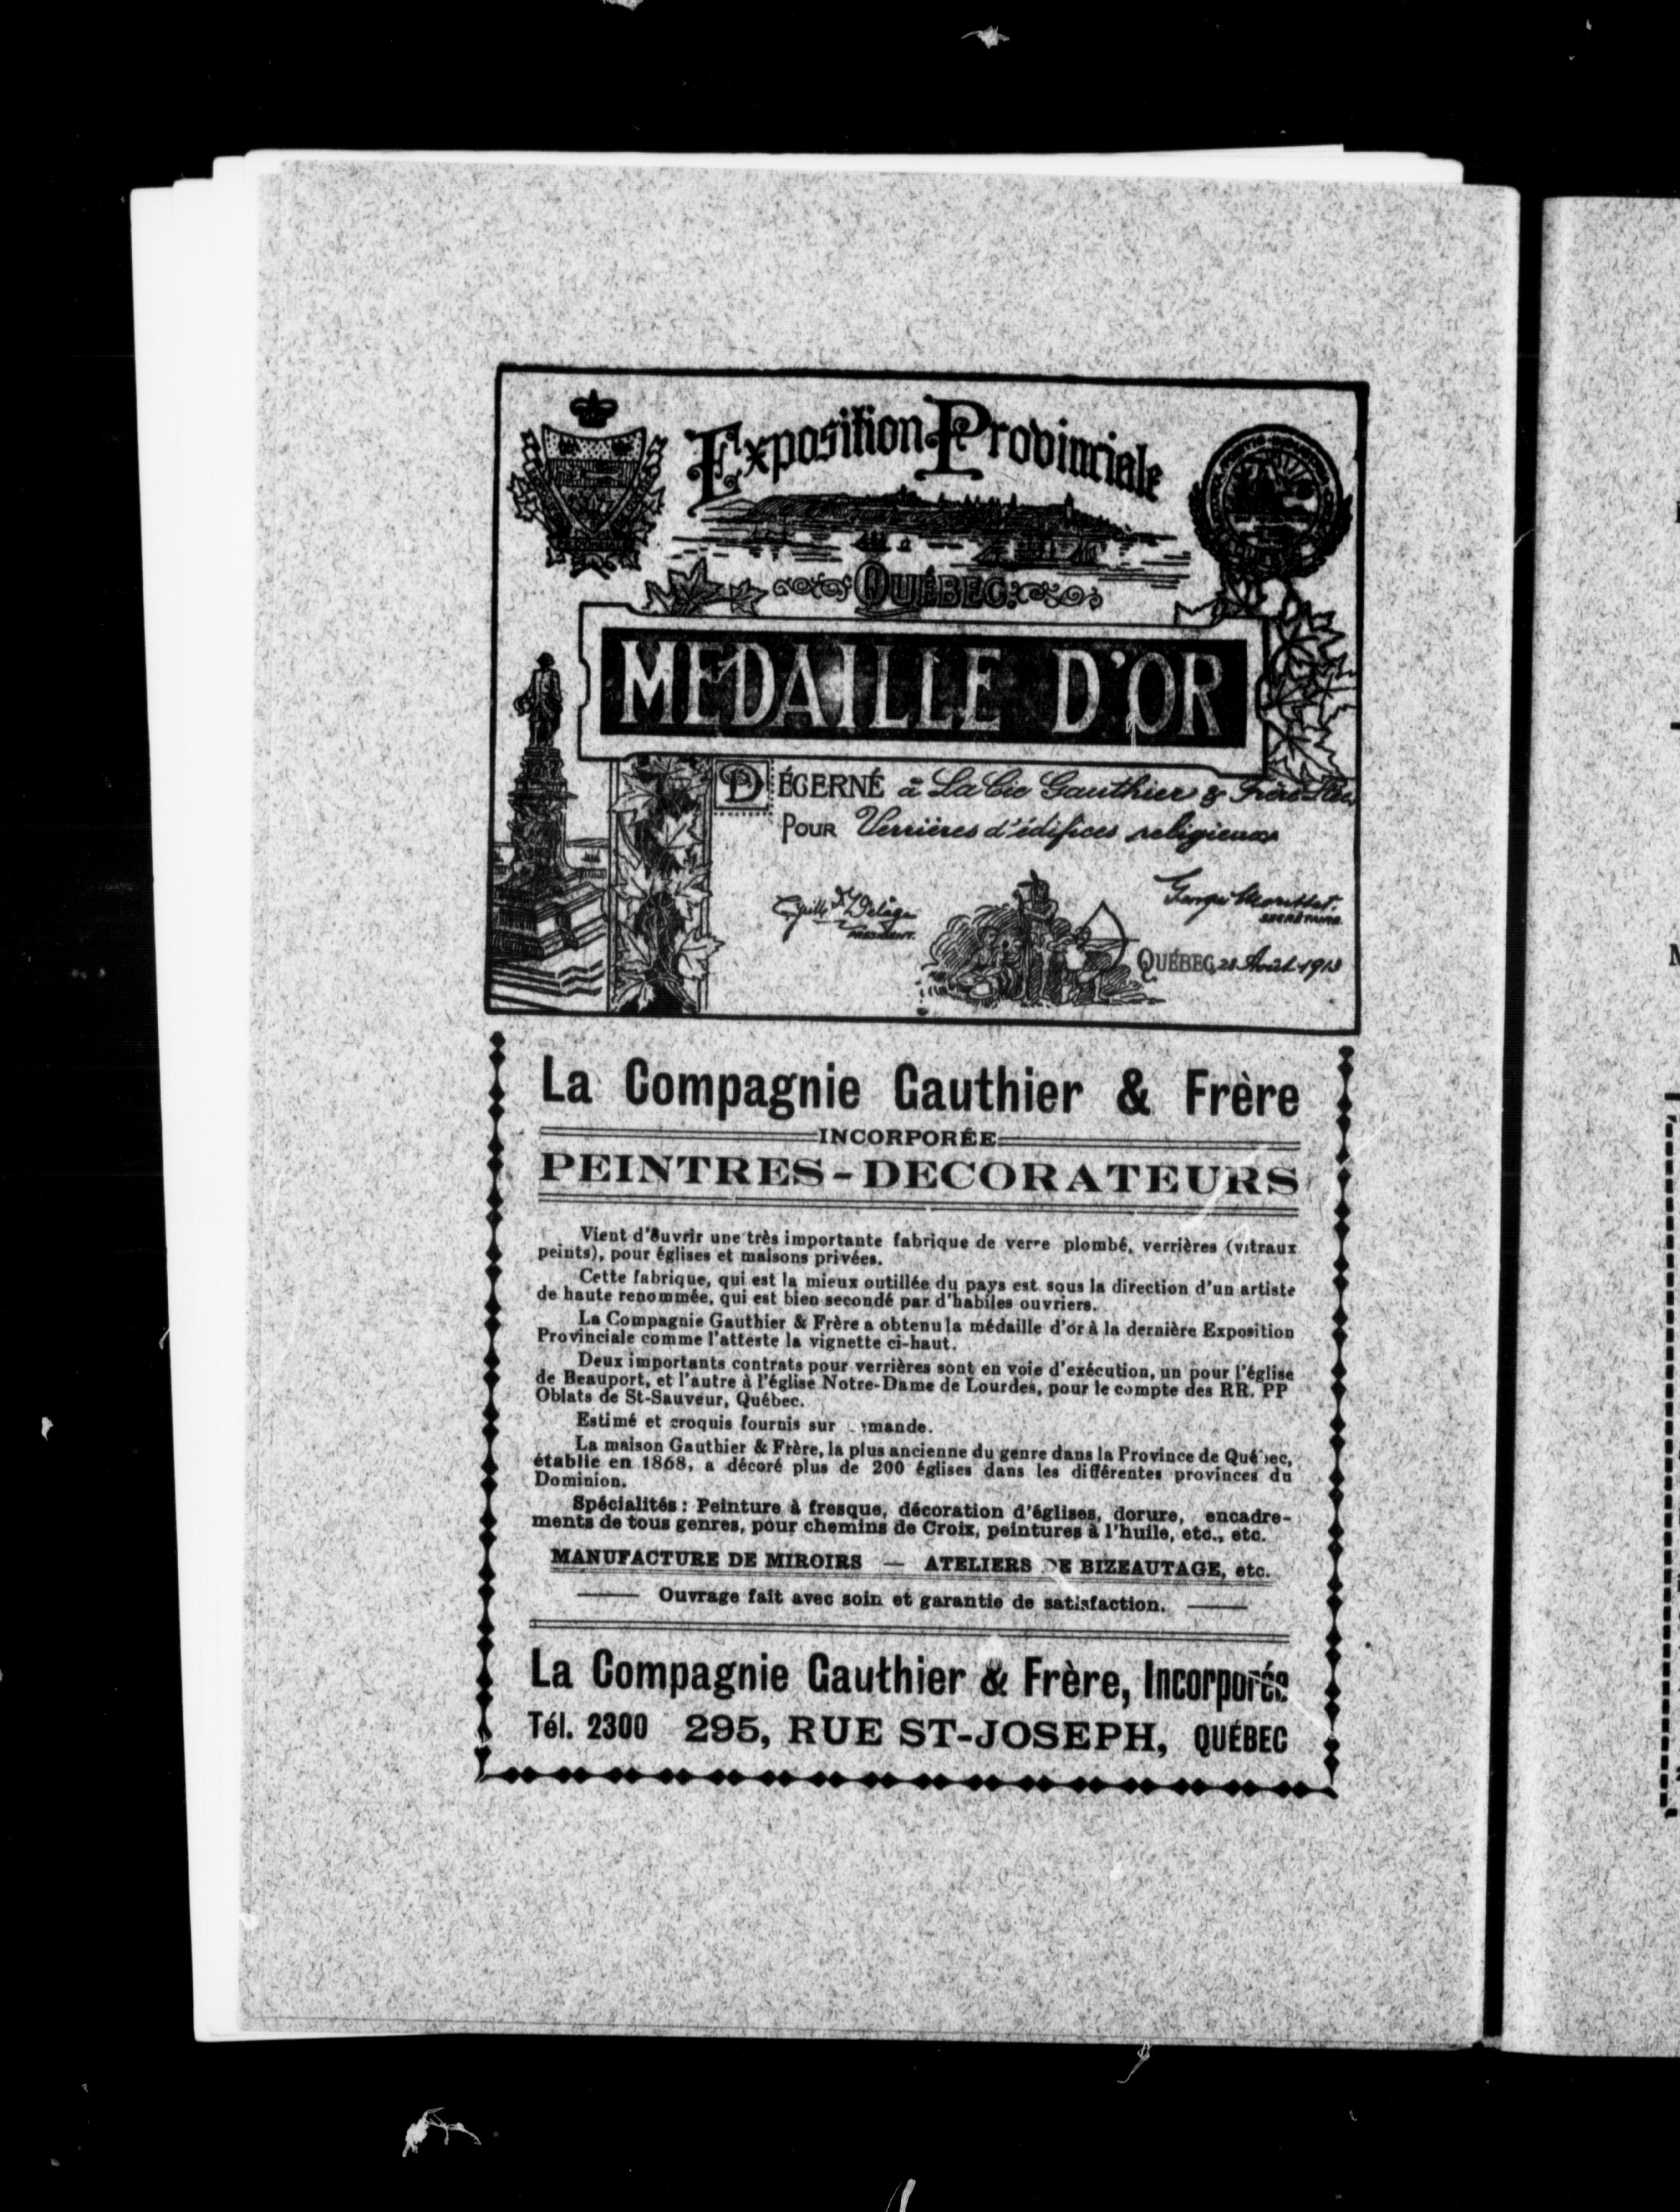 Exposition Provinciale
QUÉBEC
MEDAILLE D'OR
DÉCERNÉ à La Cie Gauthier & Frère Ltée,
POUR Verrières d'édifices religieux
PRÉSIDENT.
SECRÉTAIRE.
QUÉBEC, 28 Août 1913
La Compagnie Gauthier & Frère
INCORPORÉE
PEINTRES-DECORATEURS
Vient d'ouvrir une très importante fabrique de verre plombé, verrières (vitraux
peints), pour églises et maisons privées.
Cette fabrique, qui est la mieux outillée du pays est sous la direction d'un artiste
de haute renommée, qui est bien secondé par d'habiles ouvriers.
La Compagnie Gauthier & Frère a obtenu la médaille d'or à la dernière Exposition
Provinciale comme l'atteste la vignette ci-haut.
Deux importants contrats pour verrières sont en voie d'exécution, un pour l'église
de Beauport, et l'autre à l'église Notre-Dame de Lourdes, pour le compte des RR. PP
Oblats de St-Sauveur, Québec.
Estimé et croquis fournis sur demande.
La maison Gauthier & Frère, la plus ancienne du genre dans la Province de Québec,
établie en 1868, a décoré plus de 200 églises dans les différentes provinces du
Dominion.
Spécialités : Peinture à fresque, décoration d'églises, dorure, encadre-
ments de tous genres, pour chemins de Croix, peintures à l'huile, etc., etc.
MANUFACTURE DE MIROIRS — ATELIERS DE BIZEAUTAGE, etc.
Ouvrage fait avec soin et garantie de satisfaction.
La Compagnie Gauthier & Frère, Incorporée
Tél. 2300 295, RUE ST-JOSEPH, QUÉBEC